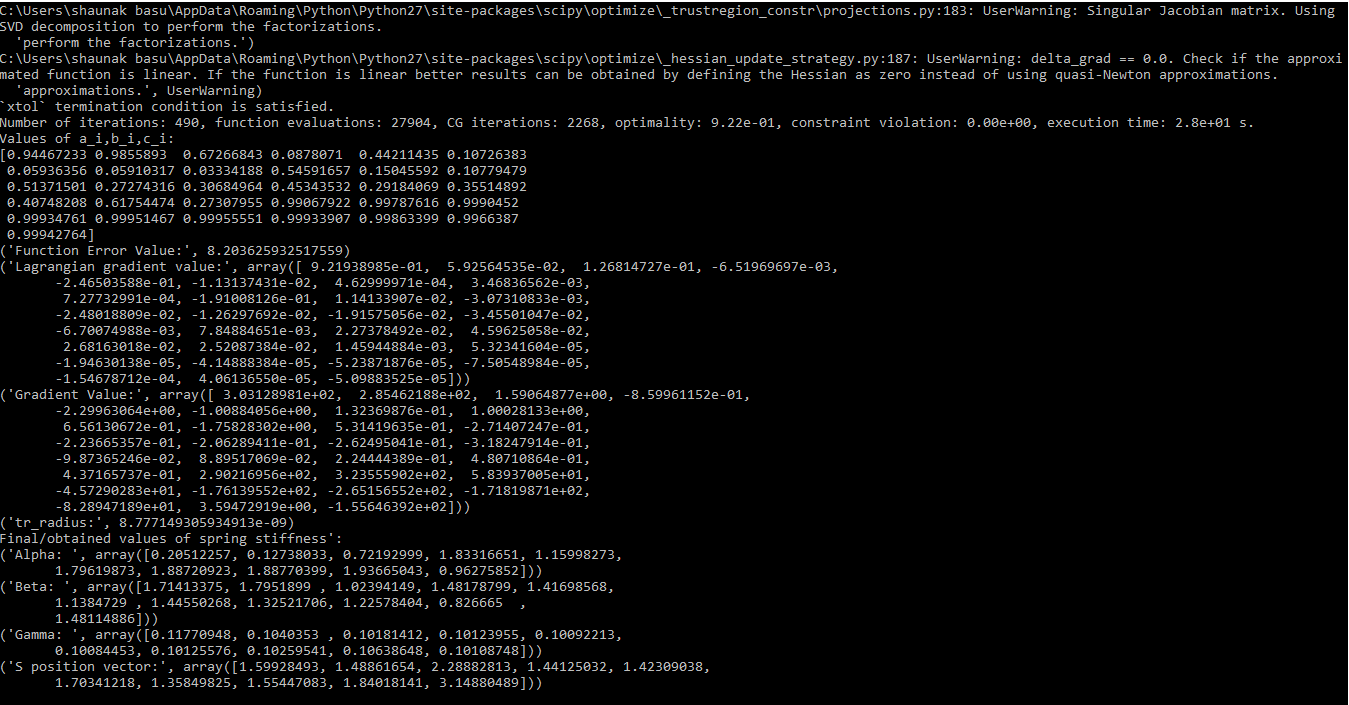 C:\Users\shaunak basu\AppData\Roaming\Python\Python27\site-packages\scipy\optimize\_trustregion_constr\projections.py:183: UserWarning: Singular Jacobian matrix. Using
SVD decomposition to perform the factorizations.
  'perform the factorizations.')
C:\Users\shaunak basu\AppData\Roaming\Python\Python27\site-packages\scipy\optimize\_hessian_update_strategy.py:187: UserWarning: delta_grad == 0.0. Check if the approxi
mated function is linear. If the function is linear better results can be obtained by defining the Hessian as zero instead of using quasi-Newton approximations.
  'approximations.', UserWarning)
`xtol` termination condition is satisfied.
Number of iterations: 490, function evaluations: 27904, CG iterations: 2268, optimality: 9.22e-01, constraint violation: 0.00e+00, execution time: 2.8e+01 s.
Values of a_i,b_i,c_i:
[0.94467233 0.9855893  0.67266843 0.0878071  0.44211435 0.10726383
 0.05936356 0.05910317 0.03334188 0.54591657 0.15045592 0.10779479
 0.51371501 0.27274316 0.30684964 0.45343532 0.29184069 0.35514892
 0.40748208 0.61754474 0.27307955 0.99067922 0.99787616 0.9990452
 0.99934761 0.99951467 0.99955551 0.99933907 0.99863399 0.9966387
 0.99942764]
('Function Error Value:', 8.203625932517559)
('Lagrangian gradient value:', array([ 9.21938985e-01,  5.92564535e-02,  1.26814727e-01, -6.51969697e-03,
       -2.46503588e-01, -1.13137431e-02,  4.62999971e-04,  3.46836562e-03,
        7.27732991e-04, -1.91008126e-01,  1.14133907e-02, -3.07310833e-03,
       -2.48018809e-02, -1.26297692e-02, -1.91575056e-02, -3.45501047e-02,
       -6.70074988e-03,  7.84884651e-03,  2.27378492e-02,  4.59625058e-02,
        2.68163018e-02,  2.52087384e-02,  1.45944884e-03,  5.32341604e-05,
       -1.94630138e-05, -4.14888384e-05, -5.23871876e-05, -7.50548984e-05,
       -1.54678712e-04,  4.06136550e-05, -5.09883525e-05]))
('Gradient Value:', array([ 3.03128981e+02,  2.85462188e+02,  1.59064877e+00, -8.59961152e-01,
       -2.29963064e+00, -1.00884056e+00,  1.32369876e-01,  1.00028133e+00,
        6.56130672e-01, -1.75828302e+00,  5.31419635e-01, -2.71407247e-01,
       -2.23665357e-01, -2.06289411e-01, -2.62495041e-01, -3.18247914e-01,
       -9.87365246e-02,  8.89517069e-02,  2.24444389e-01,  4.80710864e-01,
        4.37165737e-01,  2.90216956e+02,  3.23555902e+02,  5.83937005e+01,
       -4.57290283e+01, -1.76139552e+02, -2.65156552e+02, -1.71819871e+02,
       -8.28947189e+01,  3.59472919e+00, -1.55646392e+02]))
('tr_radius:', 8.777149305934913e-09)
Final/obtained values of spring stiffness':
('Alpha: ', array([0.20512257, 0.12738033, 0.72192999, 1.83316651, 1.15998273,
       1.79619873, 1.88720923, 1.88770399, 1.93665043, 0.96275852]))
('Beta: ', array([1.71413375, 1.7951899 , 1.02394149, 1.48178799, 1.41698568,
       1.1384729 , 1.44550268, 1.32521706, 1.22578404, 0.826665  ,
       1.48114886]))
('Gamma: ', array([0.11770948, 0.1040353 , 0.10181412, 0.10123955, 0.10092213,
       0.10084453, 0.10125576, 0.10259541, 0.10638648, 0.10108748]))
('S position vector:', array([1.59928493, 1.48861654, 2.28882813, 1.44125032, 1.42309038,
       1.70341218, 1.35849825, 1.55447083, 1.84018141, 3.14880489]))